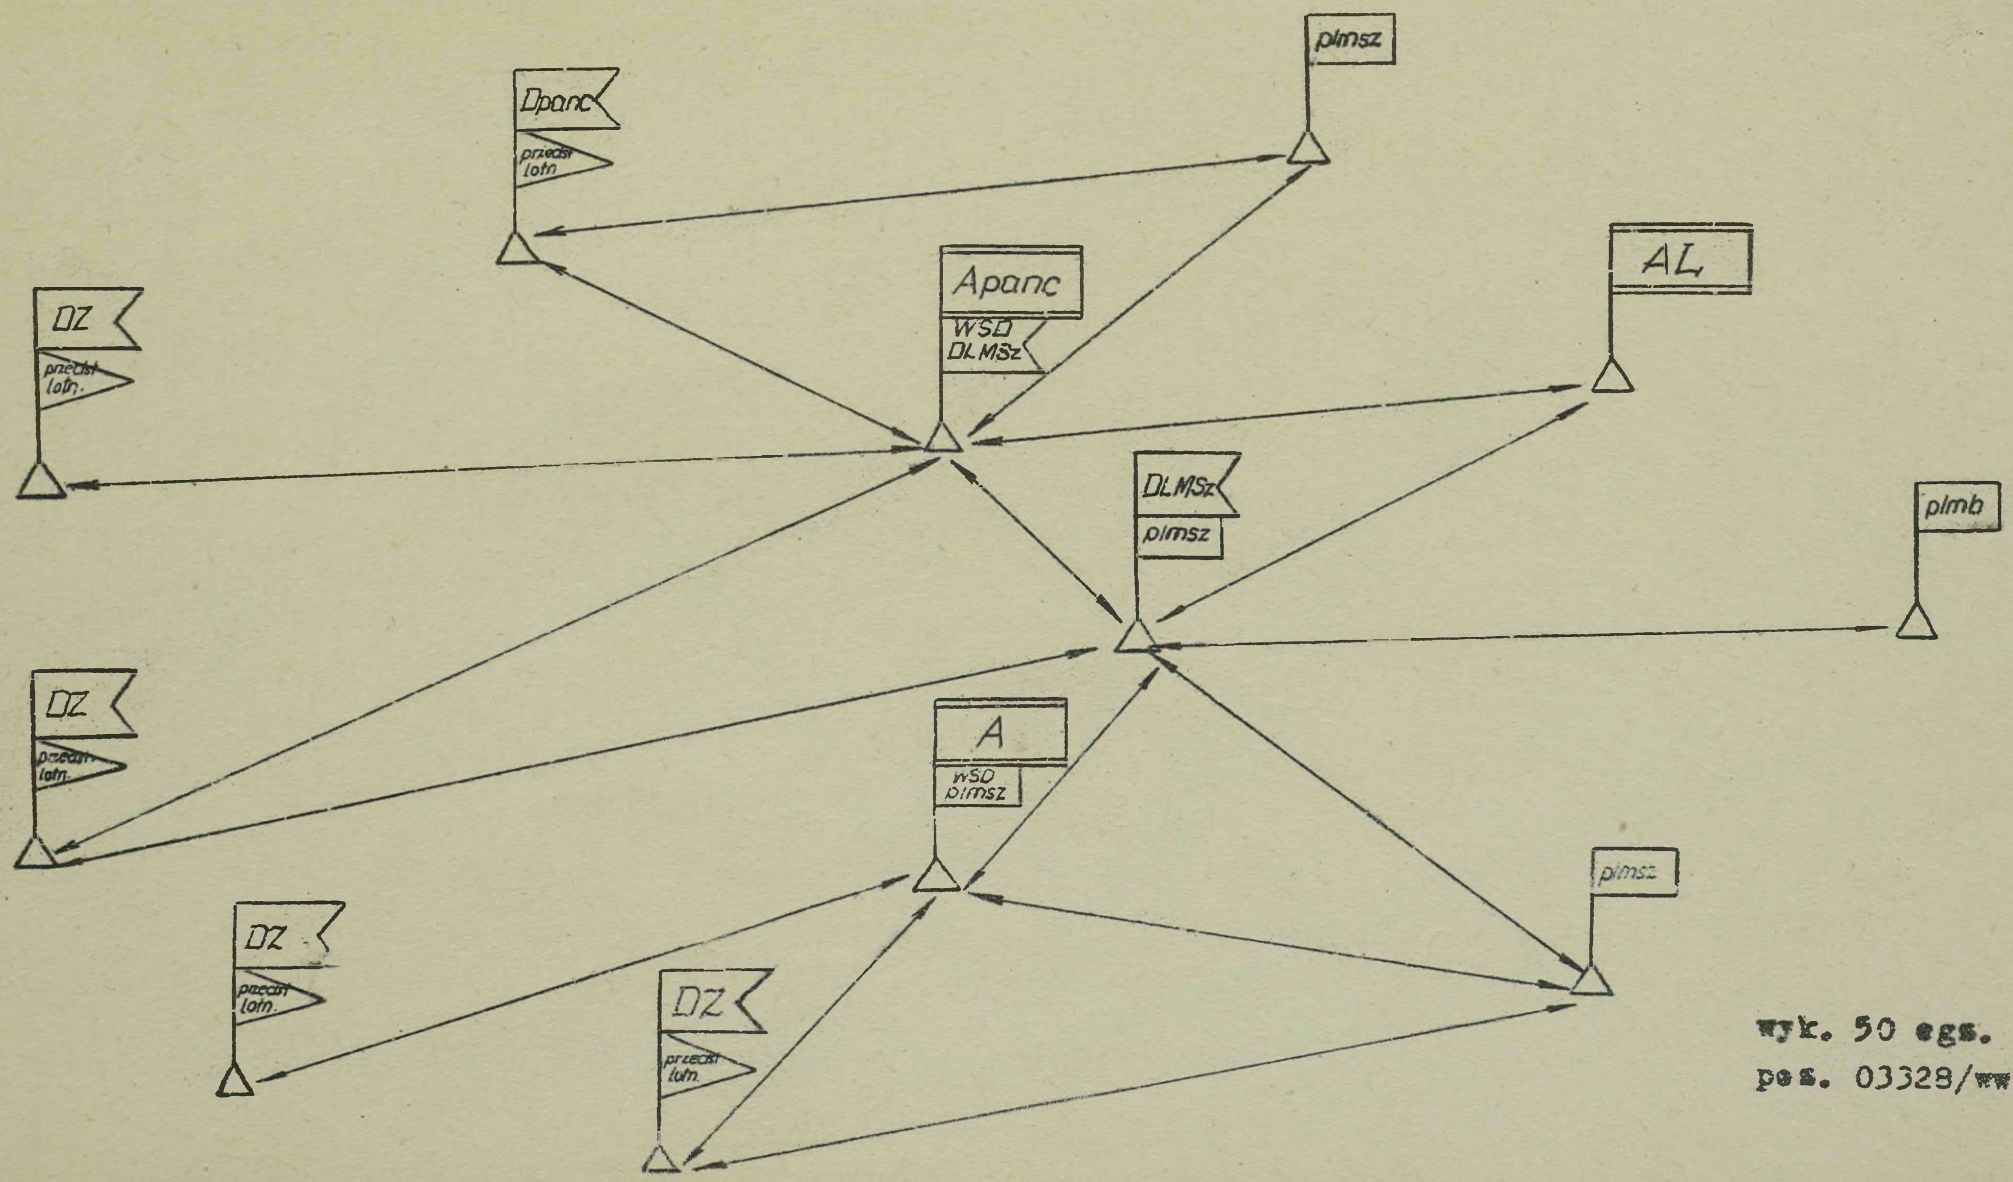 plmsz
Dpanc
przedst
lotn
AL
Apanc
WSD
DLMSz
DZ
przedst
lotn.
DLMSz
plmsz
plmb
DZ
przedst.
lotn.
A
WSD
plmsz
plmsz
DZ
przedst
lotn.
DZ
przedst
lotn.
wyk. 50 egz.
pos. 03328/ww